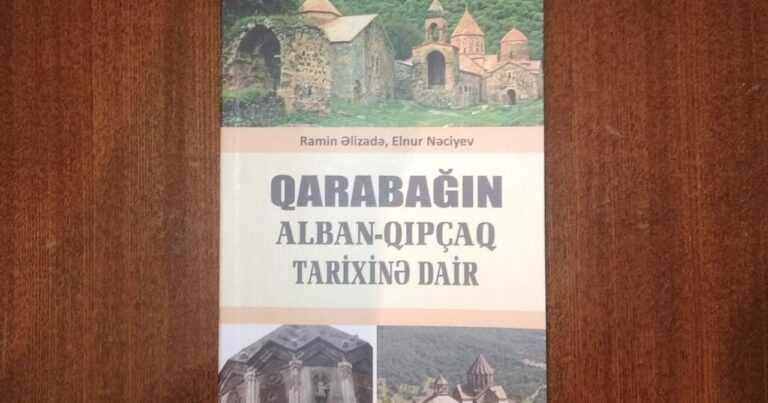 Ramin Əlizadə, Elnur Nəciyev
QARABAĞIN
ALBAN-QIPÇAQ
TARİXİNƏ DAİR